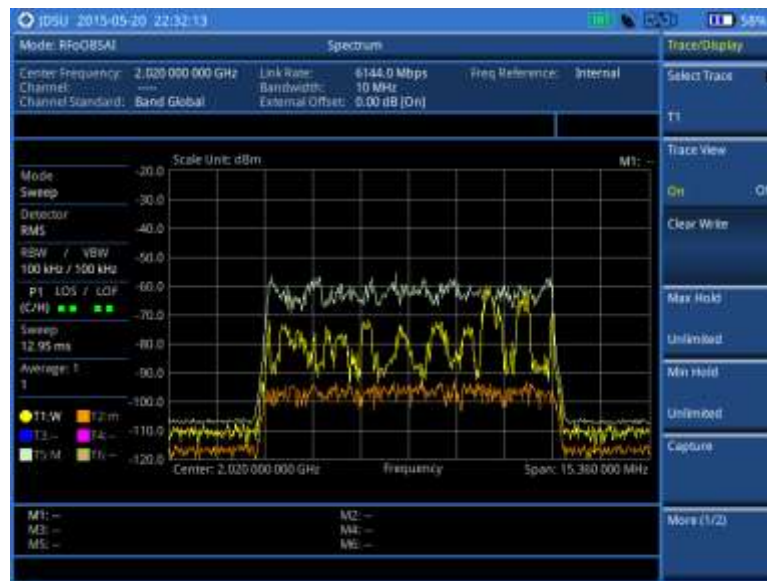 JDSU 2015-05-20 22:32:13
58%
Mode: RFoOBSAI
Spectrum
Trace/Display
Center Frequency: 2.020 000 000 GHz
Channel: ----
Channel Standard: Band Global
Link Rate: 6144.0 Mbps
Bandwidth: 10 MHz
External Offset: 0.00 dB [On]
Freq Reference: Internal
Select Trace
T1
Trace View
On
Clear Write
Max Hold
Unlimited
Min Hold
Unlimited
Capture
More (1/2)
Mode
Sweep
Detector
RMS
RBW / VBW
100 kHz / 100 kHz
P1 LOS / LOF
(C/H)
Sweep
12.95 ms
Average: 1
1
T1:W T2:m
T3:-- T4:--
T5:M T6:--
Scale Unit: dBm
M1: --
-20.0
-30.0
-40.0
-50.0
-60.0
-70.0
-80.0
-90.0
-100.0
-110.0
-120.0
Center: 2.020 000 000 GHz
Frequency
Span: 15.360 000 MHz
M1: --
M2: --
M3: --
M4: --
M5: --
M6: --